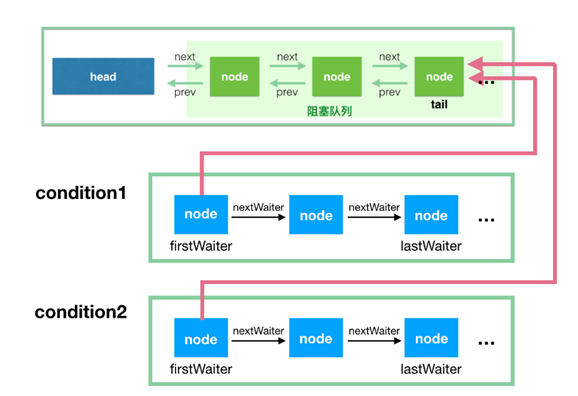 next next next
head node node node ...
prev prev prev tail
阻塞队列
condition1
node nextWaiter node nextWaiter node ...
firstWaiter lastWaiter
condition2
node nextWaiter node nextWaiter node ...
firstWaiter lastWaiter